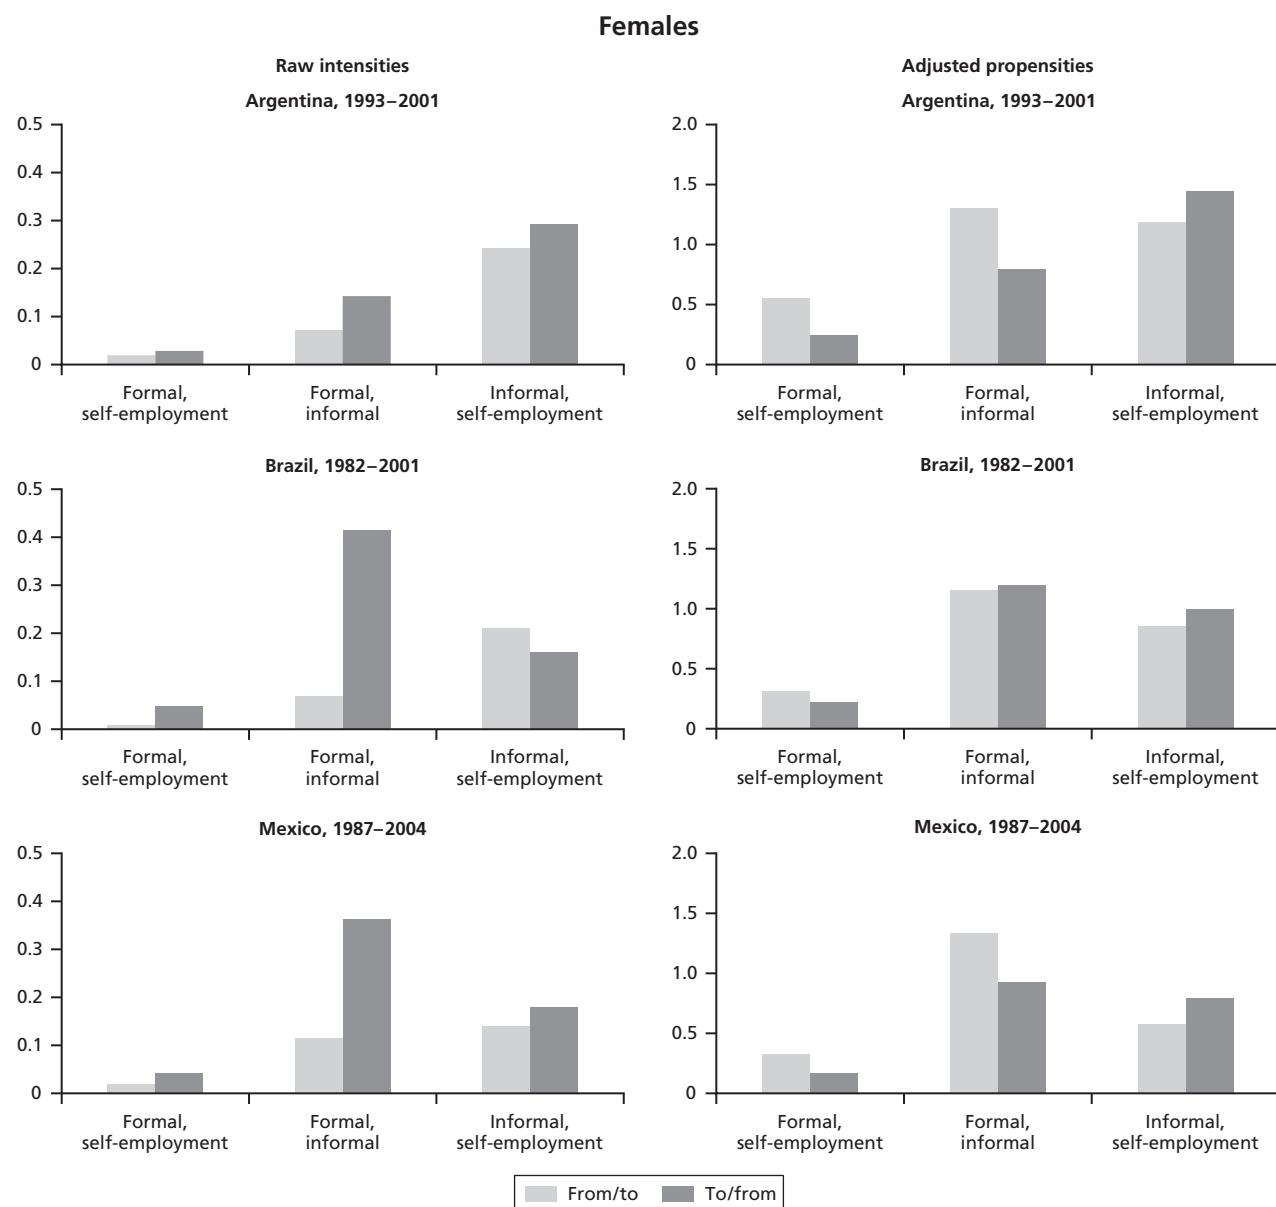 Females
Raw intensities
Argentina, 1993–2001
0.5
0.4
0.3
0.2
0.1
0
Formal,
self-employment
Formal,
informal
Informal,
self-employment
Adjusted propensities
Argentina, 1993–2001
2.0
1.5
1.0
0.5
0
Formal,
self-employment
Formal,
informal
Informal,
self-employment
Brazil, 1982–2001
0.5
0.4
0.3
0.2
0.1
0
Formal,
self-employment
Formal,
informal
Informal,
self-employment
Brazil, 1982–2001
2.0
1.5
1.0
0.5
0
Formal,
self-employment
Formal,
informal
Informal,
self-employment
Mexico, 1987–2004
0.5
0.4
0.3
0.2
0.1
0
Formal,
self-employment
Formal,
informal
Informal,
self-employment
Mexico, 1987–2004
2.0
1.5
1.0
0.5
0
Formal,
self-employment
Formal,
informal
Informal,
self-employment
From/to To/from